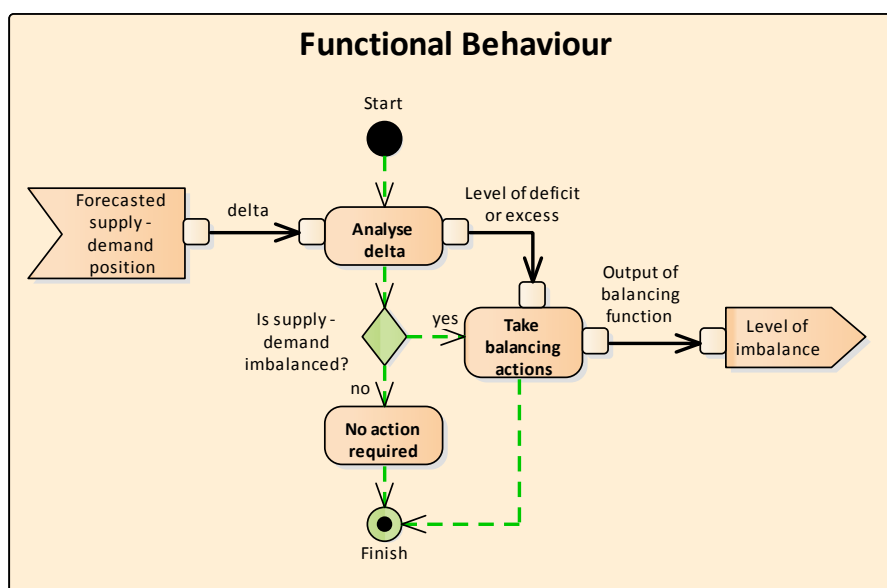 Functional Behaviour
Start
Forecasted
supply -
demand
position
delta
Analyse
delta
Level of deficit
or excess
Is supply -
demand
imbalanced?
yes
Take
balancing
actions
Output of
balancing
function
Level of
imbalance
no
No action
required
Finish